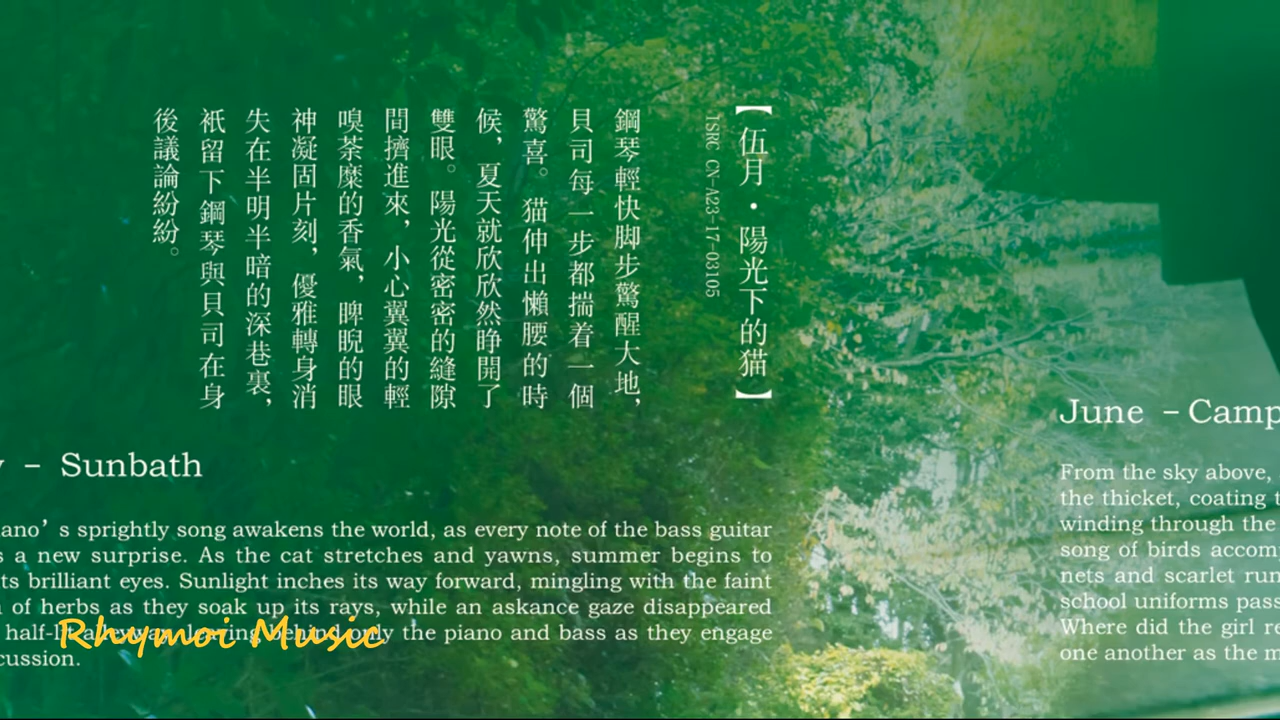 【伍月·陽光下的猫】
ISRC CN-A23-17-03105
鋼琴輕快脚步驚醒大地，
貝司每一步都揣着一個
驚喜。猫伸出懶腰的時
候，夏天就欣欣然睁開了
雙眼。陽光從密密的縫隙
間擠進來，小心翼翼的輕
嗅荼糜的香氣，睥睨的眼
神凝固片刻，優雅轉身消
失在半明半暗的深巷裏，
衹留下鋼琴與貝司在身
後議論紛紛。
– Sunbath
ano's sprightly song awakens the world, as every note of the bass guitar
s a new surprise. As the cat stretches and yawns, summer begins to
ts brilliant eyes. Sunlight inches its way forward, mingling with the faint
of herbs as they soak up its rays, while an askance gaze disappeared
half-lit alleyway leaving behind only the piano and bass as they engage
cussion.
Rhymoi Music
June – Camp
From the sky above,
the thicket, coating t
winding through the
song of birds accom
nets and scarlet run
school uniforms pass
Where did the girl re
one another as the m